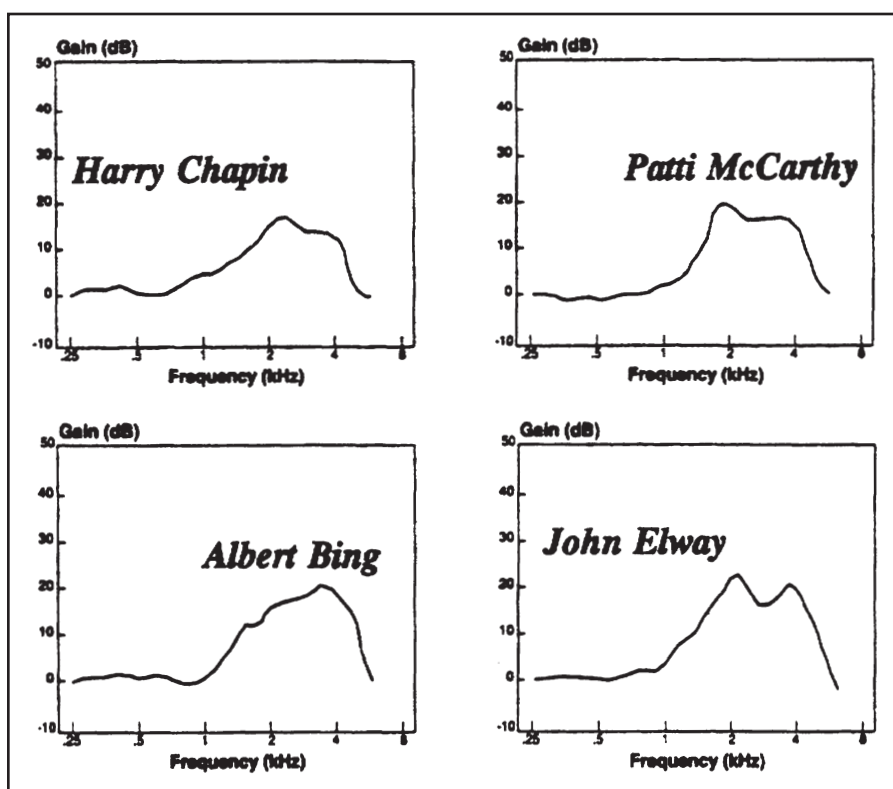 Gain (dB)
50
40
30
20
10
0
-10
Harry Chapin
.25 .5 1 2 4 8
Frequency (kHz)
Gain (dB)
50
40
30
20
10
0
-10
Patti McCarthy
.25 .5 1 2 4 8
Frequency (kHz)
Gain (dB)
50
40
30
20
10
0
-10
Albert Bing
.25 .5 1 2 4 8
Frequency (kHz)
Gain (dB)
50
40
30
20
10
0
-10
John Elway
.25 .5 1 2 4 8
Frequency (kHz)